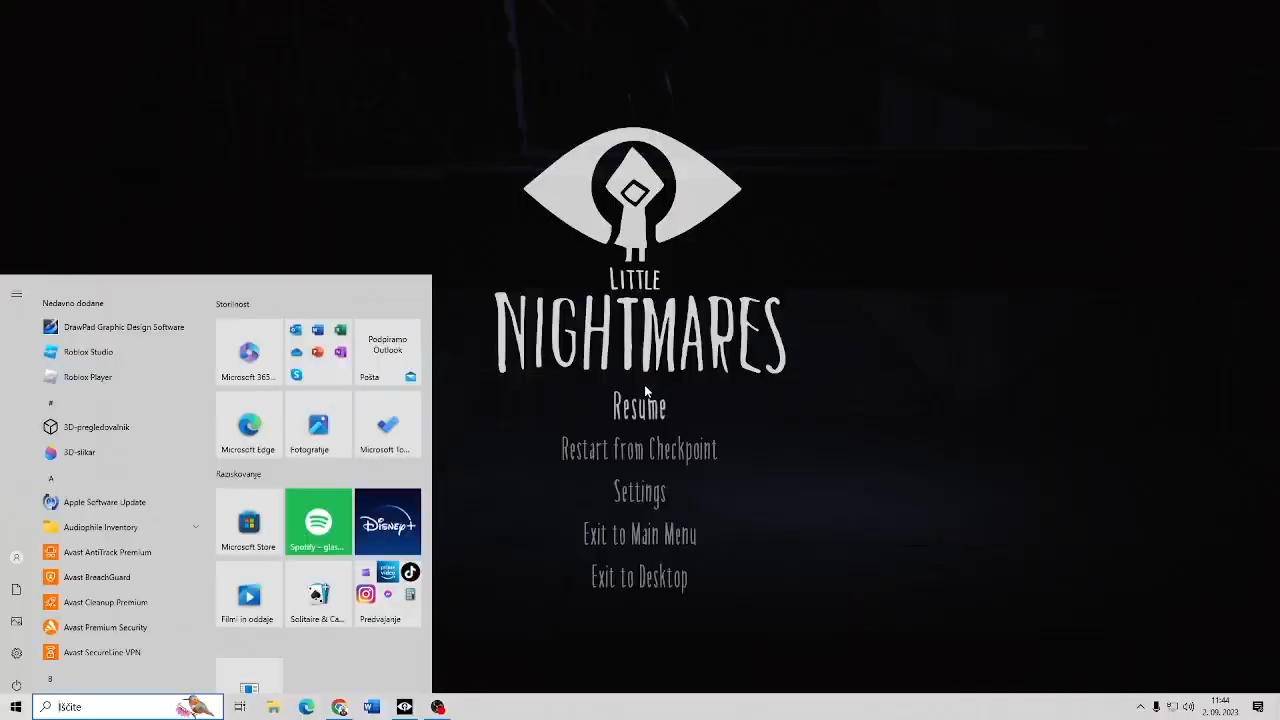 LITTLE
NIGHTMARES
Resume
Restart from Checkpoint
Settings
Exit to Main Menu
Exit to Desktop
Nedavno dodane
DrawPad Graphic Design Software
Roblox Studio
Roblox Player
#
3D-pregledovalnik
3D-slikar
A
Apple Software Update
Audiophile Inventory
Avast AntiTrack Premium
Avast BreachGuard
Avast Cleanup Premium
Avast Premium Security
Avast SecureLine VPN
B
Storilnost
Microsoft 365...
Podpiramo
Outlook
Pošta
Microsoft Edge
Fotografije
Microsoft To...
Raziskovanje
Microsoft Store
Spotify – glas...
Disney+
Filmi in oddaje
Solitaire & Ca...
prime video
Predvajanje
Iščite
11:44
2. 09. 2023